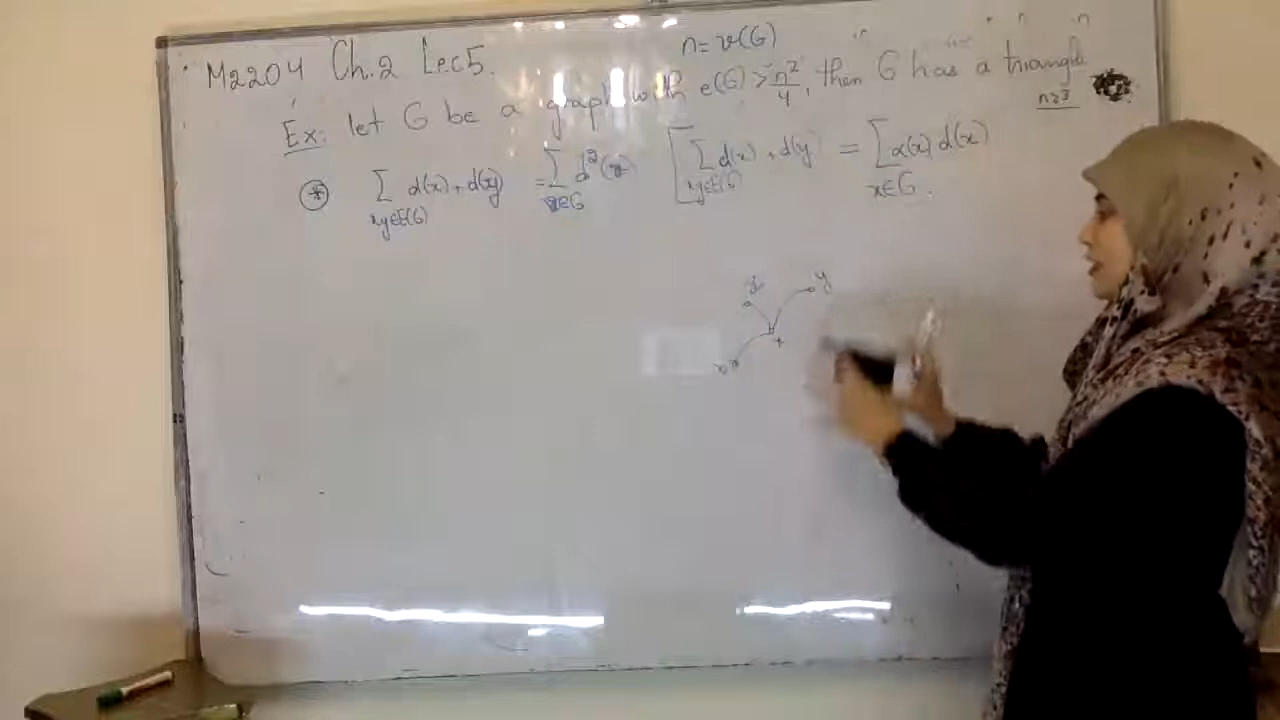 M2204 Ch.2 Lec5.
n = v(G)
Ex: let G be a graph with e(G) > n²/4, then G has a triangle.
n≥3
(*) ∑ d(x) + d(y) = ∑ d²(x) [ ∑ d(x) + d(y) = ∑ d(x) d(x)
xy∈E(G) x∈G xy∈E(G) x∈G.
y
x